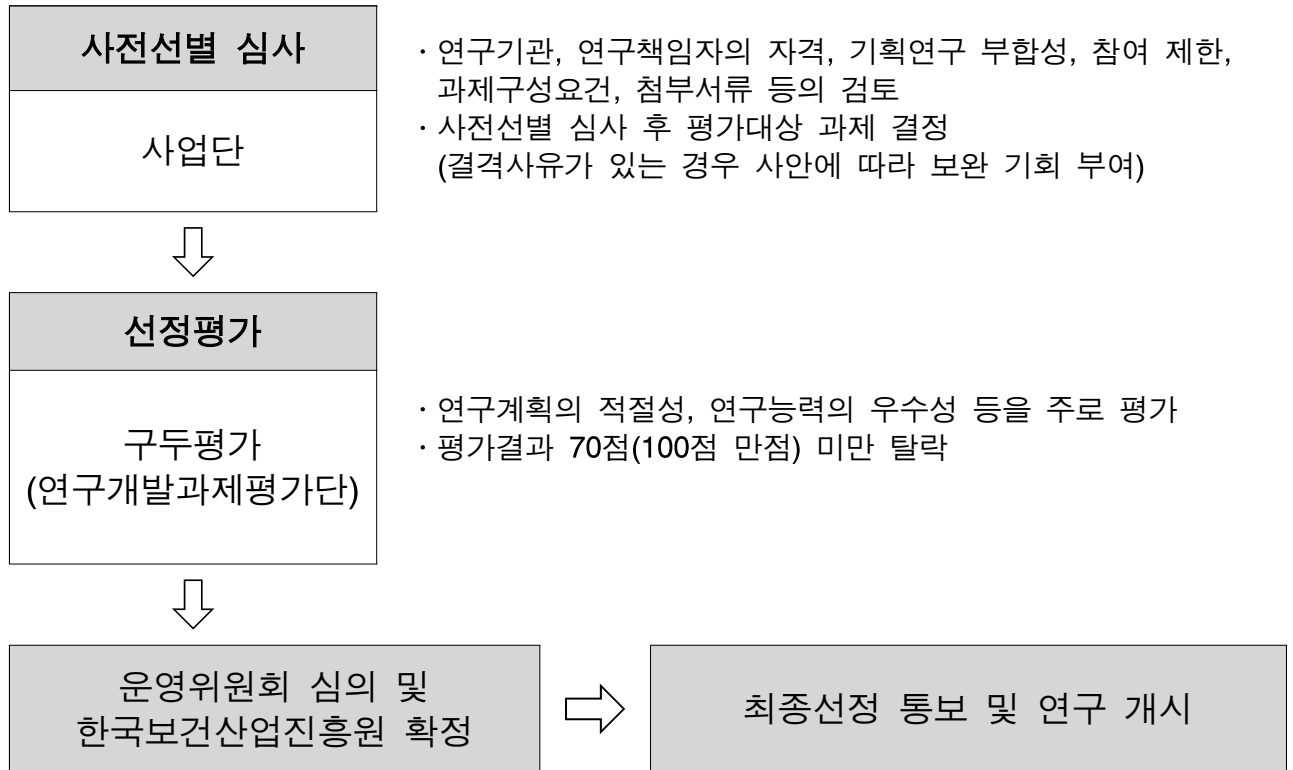 사전선별 심사
사업단
· 연구기관, 연구책임자의 자격, 기획연구 부합성, 참여 제한,
과제구성요건, 첨부서류 등의 검토
· 사전선별 심사 후 평가대상 과제 결정
(결격사유가 있는 경우 사안에 따라 보완 기회 부여)
선정평가
구두평가
(연구개발과제평가단)
· 연구계획의 적절성, 연구능력의 우수성 등을 주로 평가
· 평가결과 70점(100점 만점) 미만 탈락
운영위원회 심의 및
한국보건산업진흥원 확정
최종선정 통보 및 연구 개시